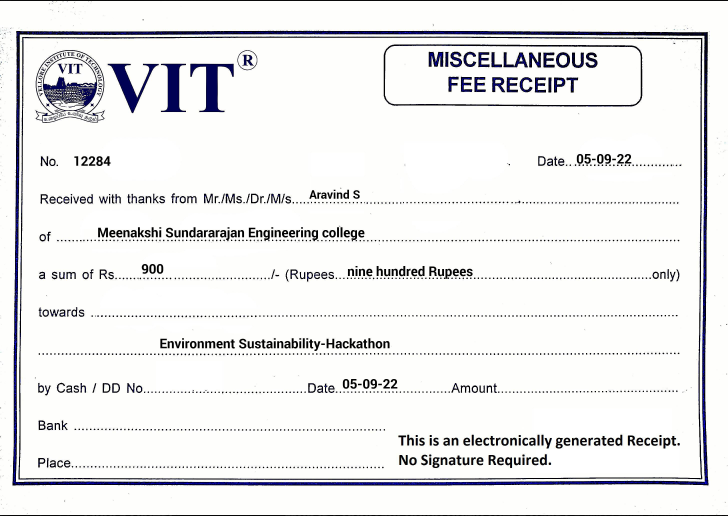 VELLORE INSTITUTE OF TECHNOLOGY
VIT
VIT®
MISCELLANEOUS
FEE RECEIPT
No. 12284
Date..05-09-22
Received with thanks from Mr./Ms./Dr./M/s....Aravind S
of ........Meenakshi Sundararajan Engineering college
a sum of Rs.....900...../- (Rupees...nine hundred Rupees.....only)
towards
Environment Sustainability-Hackathon
by Cash / DD No.....Date 05-09-22.....Amount.....
Bank
Place
This is an electronically generated Receipt.
No Signature Required.